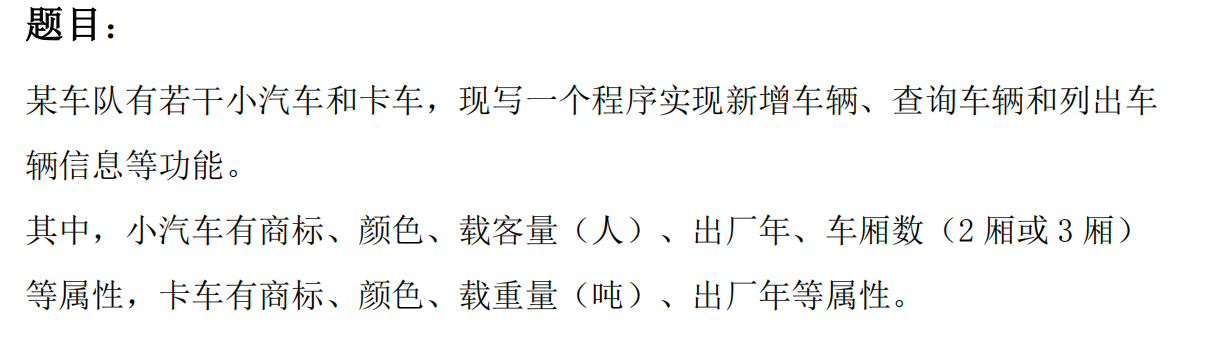 题目：
某车队有若干小汽车和卡车，现写一个程序实现新增车辆、查询车辆和列出车
辆信息等功能。
其中，小汽车有商标、颜色、载客量（人）、出厂年、车厢数（2 厢或 3 厢）
等属性，卡车有商标、颜色、载重量（吨）、出厂年等属性。